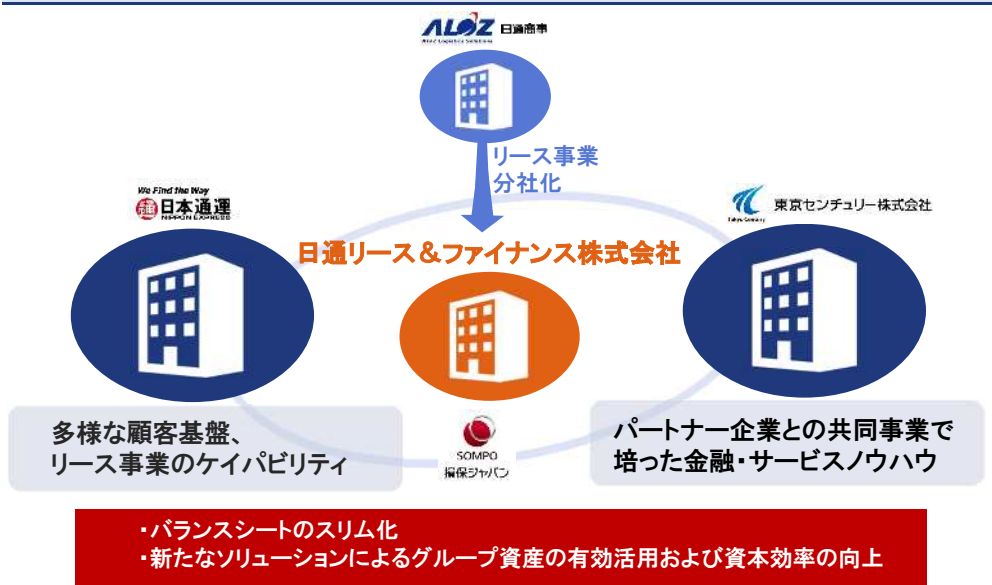 ALOZ 日通商事
ALOZ Logistics Solutions
リース事業
分社化
We Find the Way
通 日本通運
NIPPON EXPRESS
東京センチュリー株式会社
Tokyo Century
日通リース&ファイナンス株式会社
多様な顧客基盤、
リース事業のケイパビリティ
SOMPO
損保ジャパン
パートナー企業との共同事業で
培った金融・サービスノウハウ
・バランスシートのスリム化
・新たなソリューションによるグループ資産の有効活用および資本効率の向上